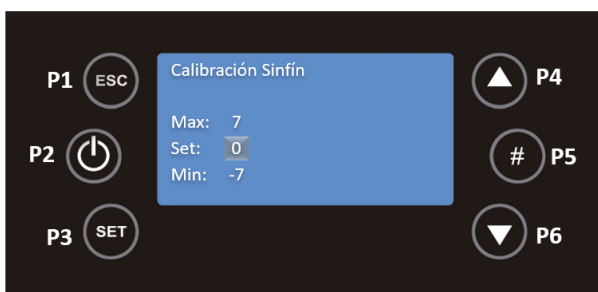 P1 ESC
P2
P3 SET
Calibración Sinfín
Max: 7
Set: 0
Min: -7
P4
# P5
P6